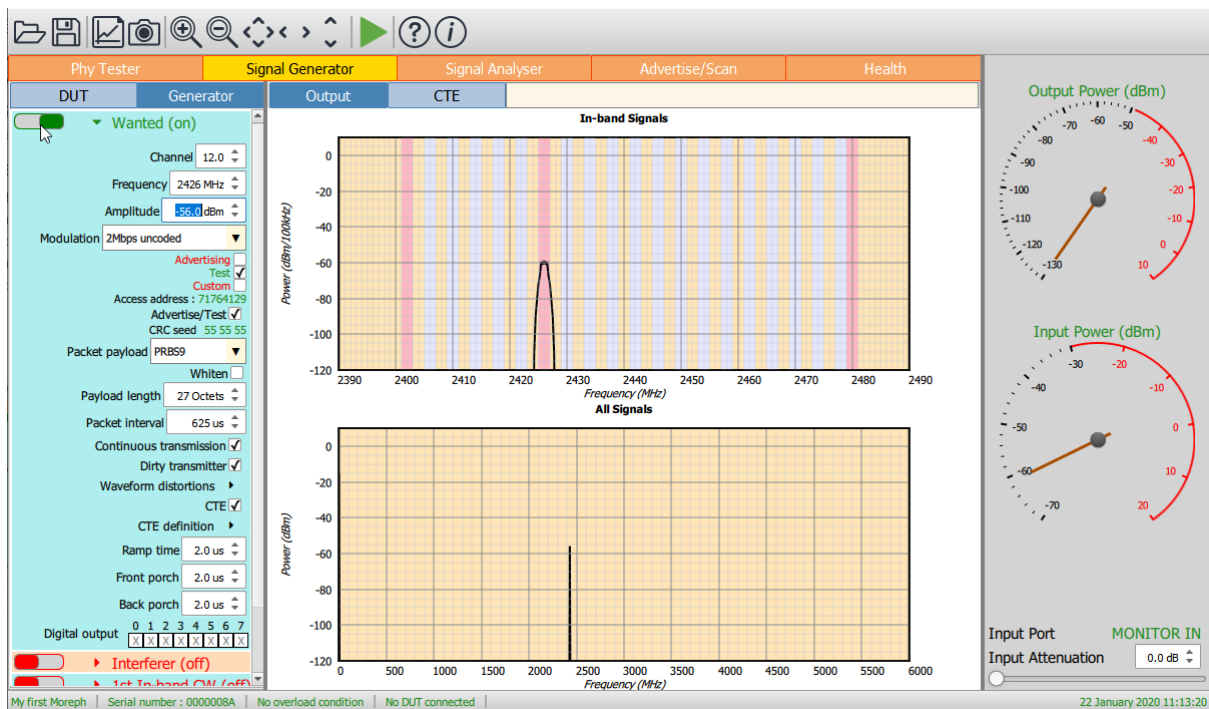 Phy Tester Signal Generator Signal Analyser Advertise/Scan Health
DUT Generator Output CTE
Wanted (on)
Channel 12.0
Frequency 2426 MHz
Amplitude -56.0 dBm
Modulation 2Mbps uncoded
Advertising
Test
Custom
Access address : 71764129
Advertise/Test
CRC seed 55 55 55
Packet payload PRBS9
Whiten
Payload length 27 Octets
Packet interval 625 us
Continuous transmission
Dirty transmitter
Waveform distortions
CTE
CTE definition
Ramp time 2.0 us
Front porch 2.0 us
Back porch 2.0 us
0 1 2 3 4 5 6 7
Digital output X X X X X X X X
Interferer (off)
1st In-band CW (off)
In-band Signals
Power (dBm/100kHz)
0
-20
-40
-60
-80
-100
-120
2390 2400 2410 2420 2430 2440 2450 2460 2470 2480 2490
Frequency (MHz)
All Signals
Power (dBm)
0
-20
-40
-60
-80
-100
-120
0 500 1000 1500 2000 2500 3000 3500 4000 4500 5000 5500 6000
Frequency (MHz)
Output Power (dBm)
-130
-120
-110
-100
-90
-80
-70
-60
-50
-40
-30
-20
-10
0
10
Input Power (dBm)
-70
-60
-50
-40
-30
-20
-10
0
10
20
Input Port MONITOR IN
Input Attenuation 0.0 dB
My first Moreph Serial number : 0000008A No overload condition No DUT connected 22 January 2020 11:13:20